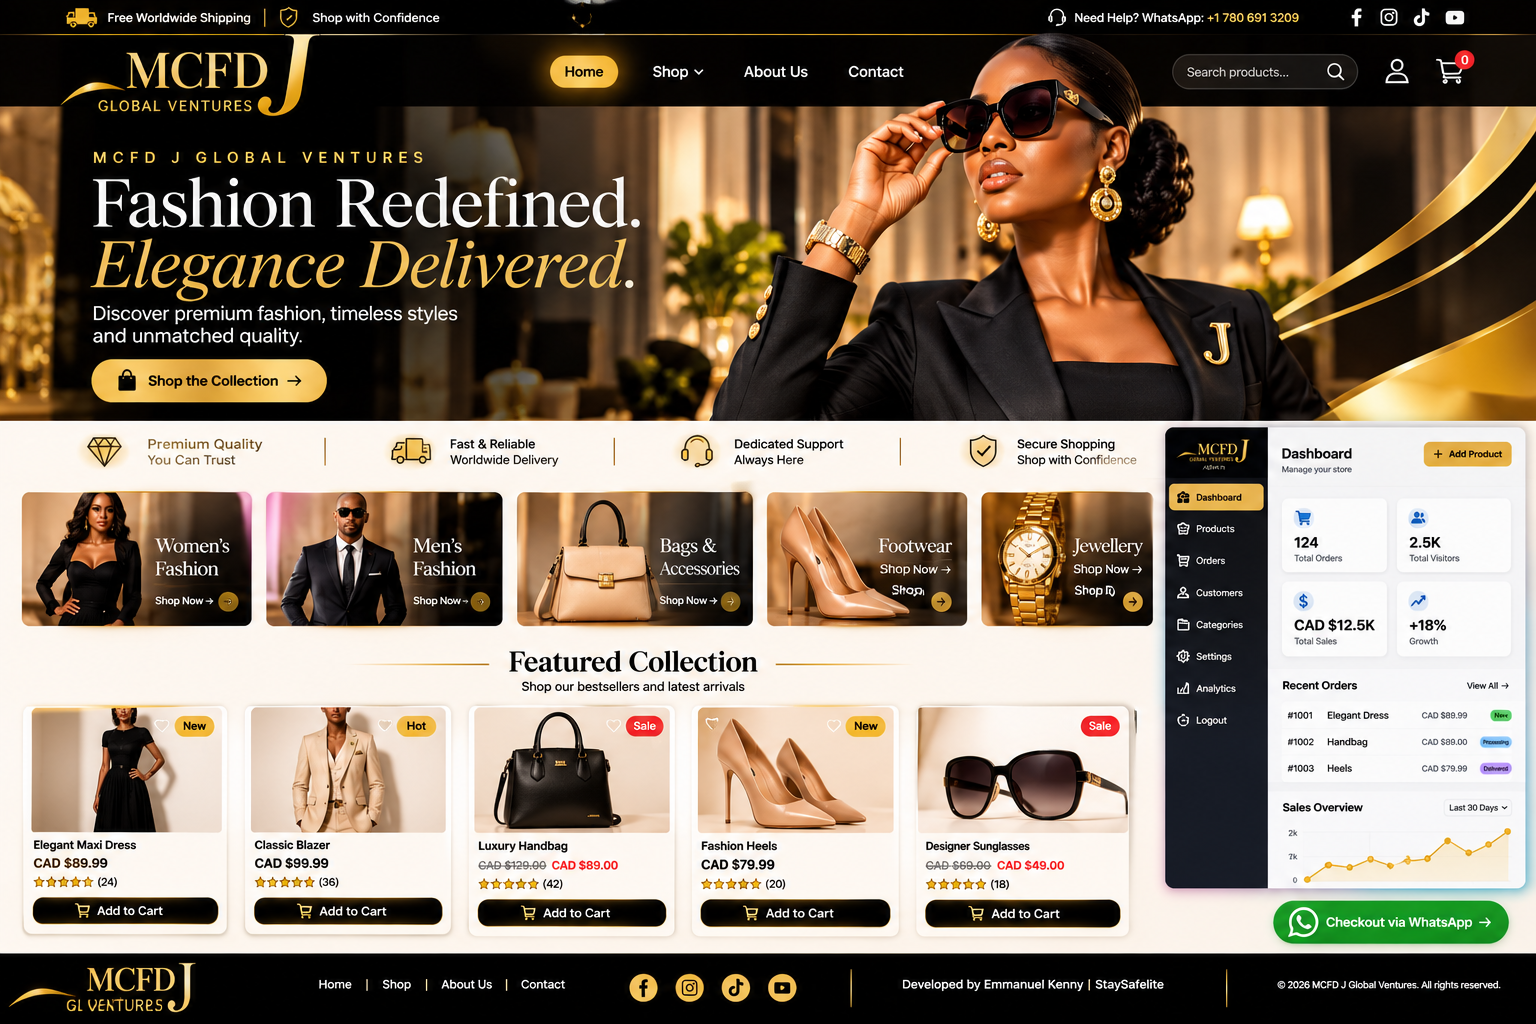 Free Worldwide Shipping
Shop with Confidence
Need Help? WhatsApp: +1 780 691 3209
MCFD J
GLOBAL VENTURES
Home
Shop
About Us
Contact
Search products...
0
MCFD J GLOBAL VENTURES
Fashion Redefined.
Elegance Delivered.
Discover premium fashion, timeless styles
and unmatched quality.
Shop the Collection →
J
Premium Quality
You Can Trust
Fast & Reliable
Worldwide Delivery
Dedicated Support
Always Here
Secure Shopping
Shop with Confidence
Women's
Fashion
Shop Now →
Men's
Fashion
Shop Now →
Bags &
Accessories
Shop Now →
Footwear
Shop Now →
Shop
Jewellery
Shop Now →
Shop
Featured Collection
Shop our bestsellers and latest arrivals
New
Elegant Maxi Dress
CAD $89.99
(24)
Add to Cart
Hot
Classic Blazer
CAD $99.99
(36)
Add to Cart
Sale
Luxury Handbag
CAD $129.00 CAD $89.00
(42)
Add to Cart
New
Fashion Heels
CAD $79.99
(20)
Add to Cart
Sale
Designer Sunglasses
CAD $69.00 CAD $49.00
(18)
Add to Cart
MCFD J
Dashboard
Products
Orders
Customers
Categories
Settings
Analytics
Logout
Dashboard
Manage your store
+ Add Product
124
Total Orders
2.5K
Total Visitors
CAD $12.5K
Total Sales
+18%
Growth
Recent Orders
View All →
#1001 Elegant Dress CAD $89.99 New
#1002 Handbag CAD $89.00 Processing
#1003 Heels CAD $79.99 Delivered
Sales Overview
Last 30 Days
2k
0
Checkout via WhatsApp →
MCFD J
GL VENTURES
Home | Shop | About Us | Contact
Developed by Emmanuel Kenny | StaySafelite
© 2026 MCFD J Global Ventures. All rights reserved.